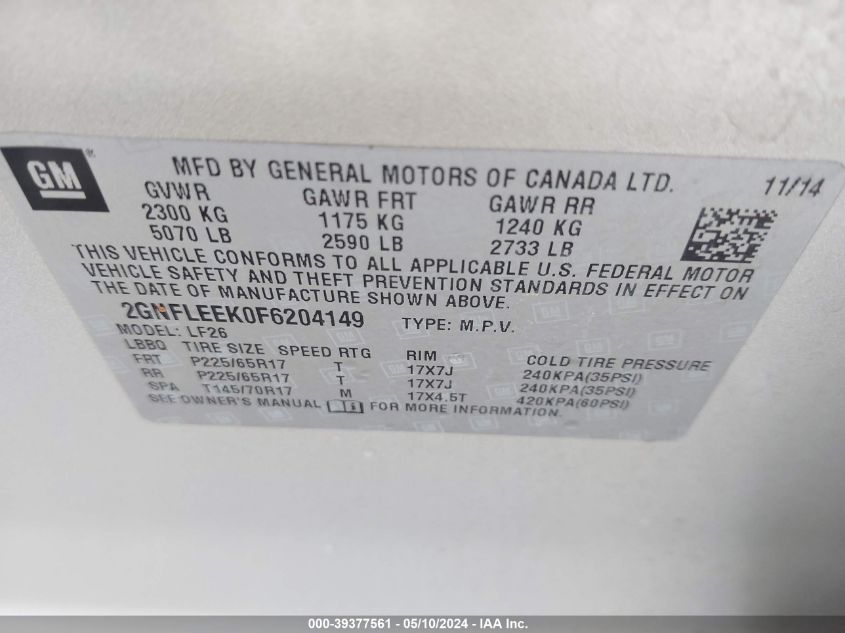 GM ® MFD BY GENERAL MOTORS OF CANADA LTD. 11/14
GVWR GAWR FRT GAWR RR
2300 KG 1175 KG 1240 KG
5070 LB 2590 LB 2733 LB
THIS VEHICLE CONFORMS TO ALL APPLICABLE U.S. FEDERAL MOTOR
VEHICLE SAFETY AND THEFT PREVENTION STANDARDS IN EFFECT ON
THE DATE OF MANUFACTURE SHOWN ABOVE.
2GNFLEEK0F6204149 TYPE: M.P.V.
MODEL: LF26
LBBQ TIRE SIZE SPEED RTG RIM COLD TIRE PRESSURE
FRT P225/65R17 T 17X7J 240KPA(35PSI)
RR P225/65R17 T 17X7J 240KPA(35PSI)
SPA T145/70R17 M 17X4.5T 420KPA(60PSI)
SEE OWNER'S MANUAL FOR MORE INFORMATION.
000-39377561 - 05/10/2024 - IAA Inc.